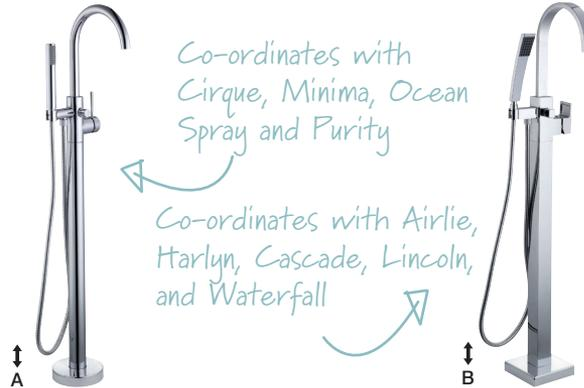 Co-ordinates with
Cirque, Minima, Ocean
Spray and Purity
Co-ordinates with Airlie,
Harlyn, Cascade, Lincoln,
and Waterfall
A
B